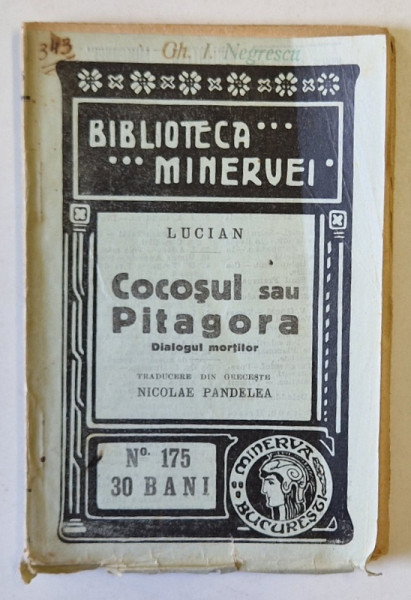 343
Gh. I. Negrescu
BIBLIOTECA
MINERVEI
LUCIAN
Cocoşul sau
Pitagora
Dialogul morţilor
TRADUCERE DIN GRECEŞTE
NICOLAE PANDELEA
No. 175
30 BANI
MINERVA
BUCUREŞTI